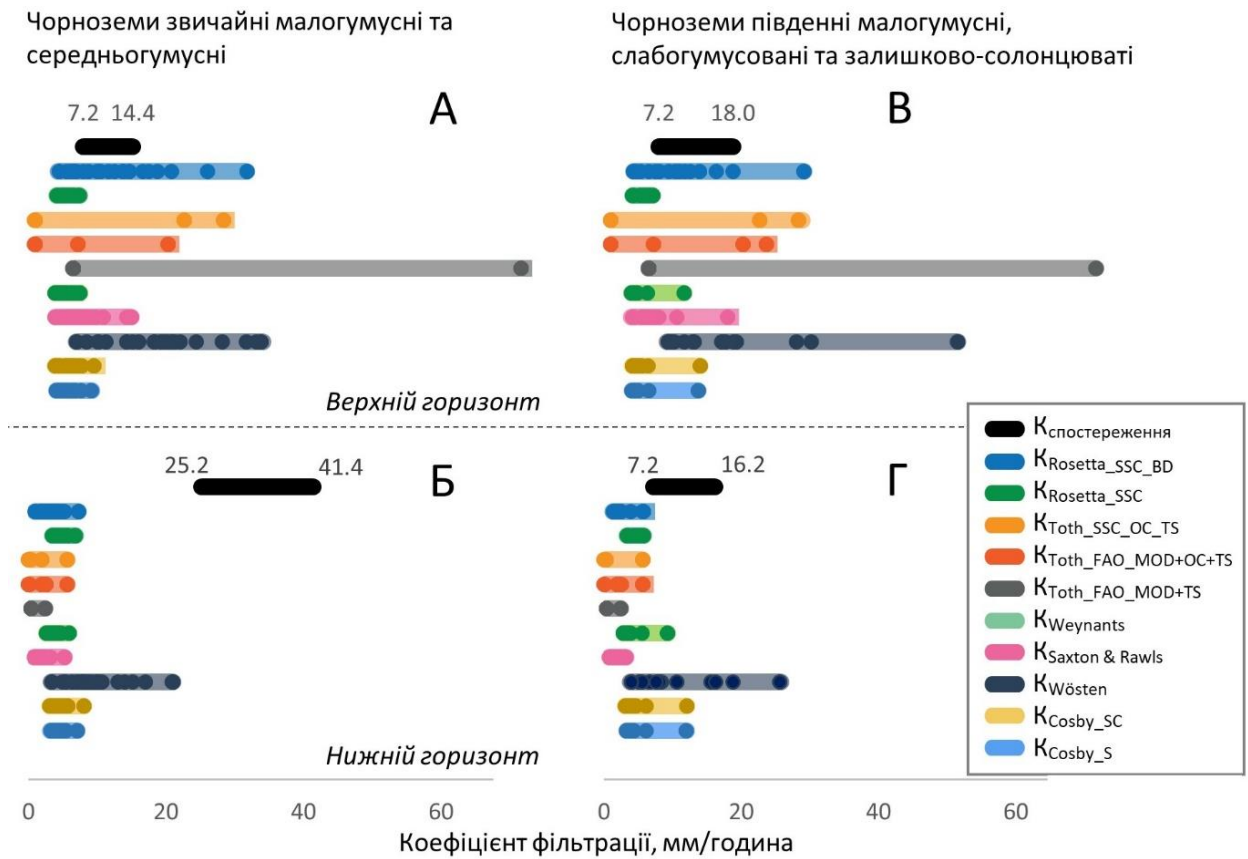 Чорноземи звичайні малогумусні та
середньогумусні
Чорноземи південні малогумусні,
слабогумусовані та залишково-солонцюваті
7.2 14.4
А
7.2 18.0
В
Верхній горизонт
25.2 41.4
Б
7.2 16.2
Г
Нижній горизонт
Kспостереження
KRosetta_SSC_BD
KRosetta_SSC
KToth_SSC_OC_TS
KToth_FAO_MOD+OC+TS
KToth_FAO_MOD+TS
KWeynants
KSaxton & Rawls
KWösten
KCosby_SC
KCosby_S
0 20 40 60
0 20 40 60
Коефіцієнт фільтрації, мм/година